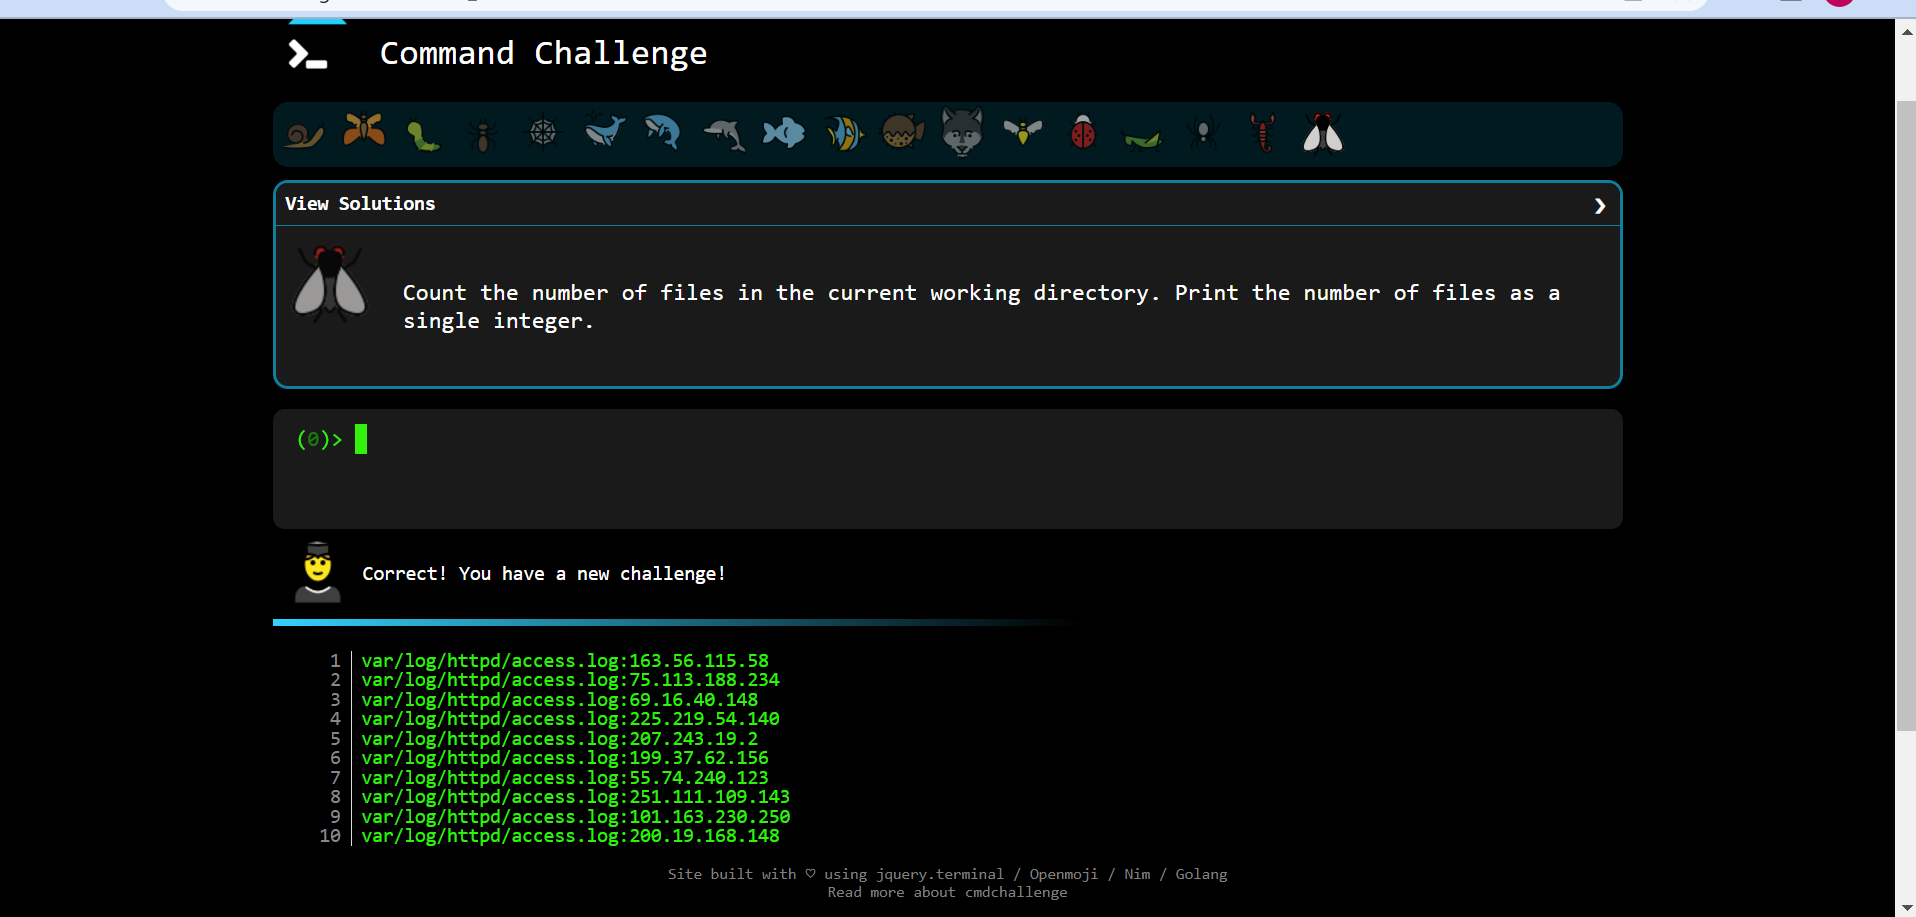 Command Challenge
View Solutions
Count the number of files in the current working directory. Print the number of files as a
single integer.
(0)>
Correct! You have a new challenge!
1 var/log/httpd/access.log:163.56.115.58
2 var/log/httpd/access.log:75.113.188.234
3 var/log/httpd/access.log:69.16.40.148
4 var/log/httpd/access.log:225.219.54.140
5 var/log/httpd/access.log:207.243.19.2
6 var/log/httpd/access.log:199.37.62.156
7 var/log/httpd/access.log:55.74.240.123
8 var/log/httpd/access.log:251.111.109.143
9 var/log/httpd/access.log:101.163.230.250
10 var/log/httpd/access.log:200.19.168.148
Site built with ♡ using jquery.terminal / Openmoji / Nim / Golang
Read more about cmdchallenge